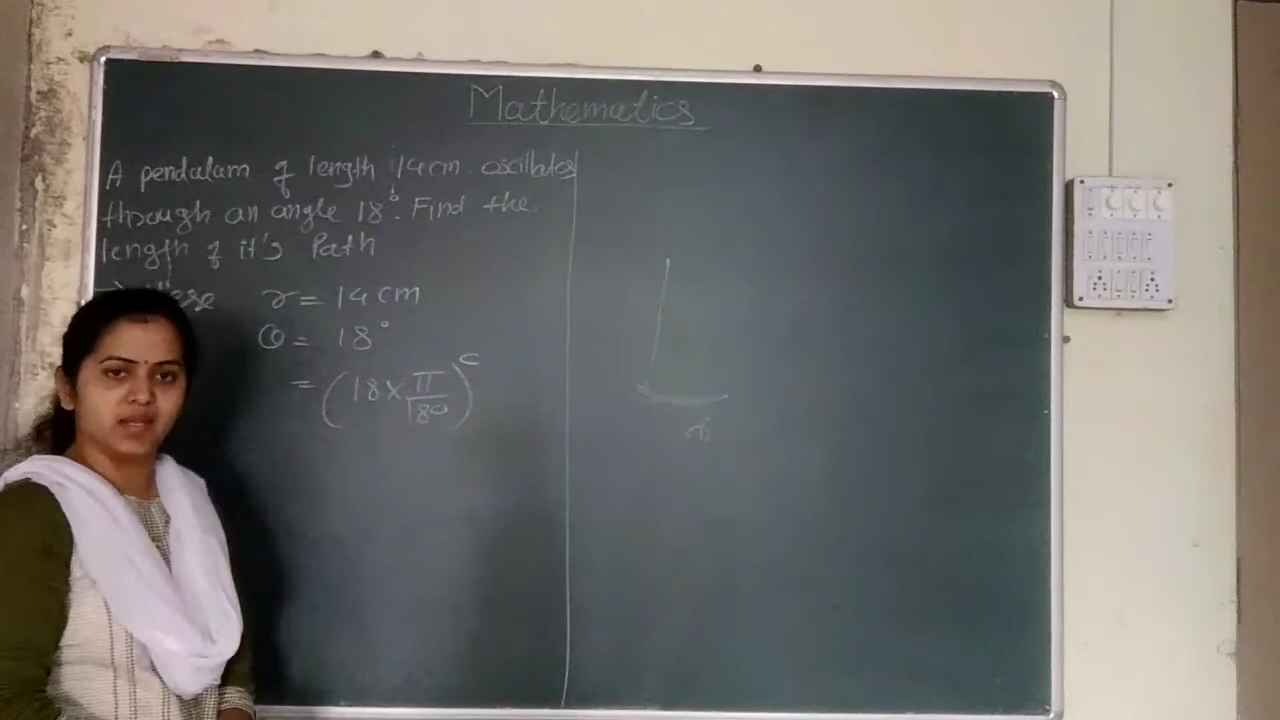 Mathematics
A pendalam of length 14cm. oscillates
through an angle 18°. Find the
length of it's Path
r = 14 cm
θ = 18°
= (18 × π/180)ᶜ